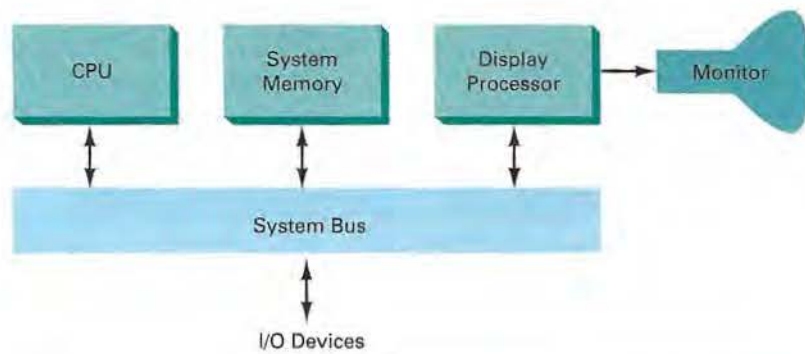 CPU
System
Memory
Display
Processor
Monitor
System Bus
I/O Devices